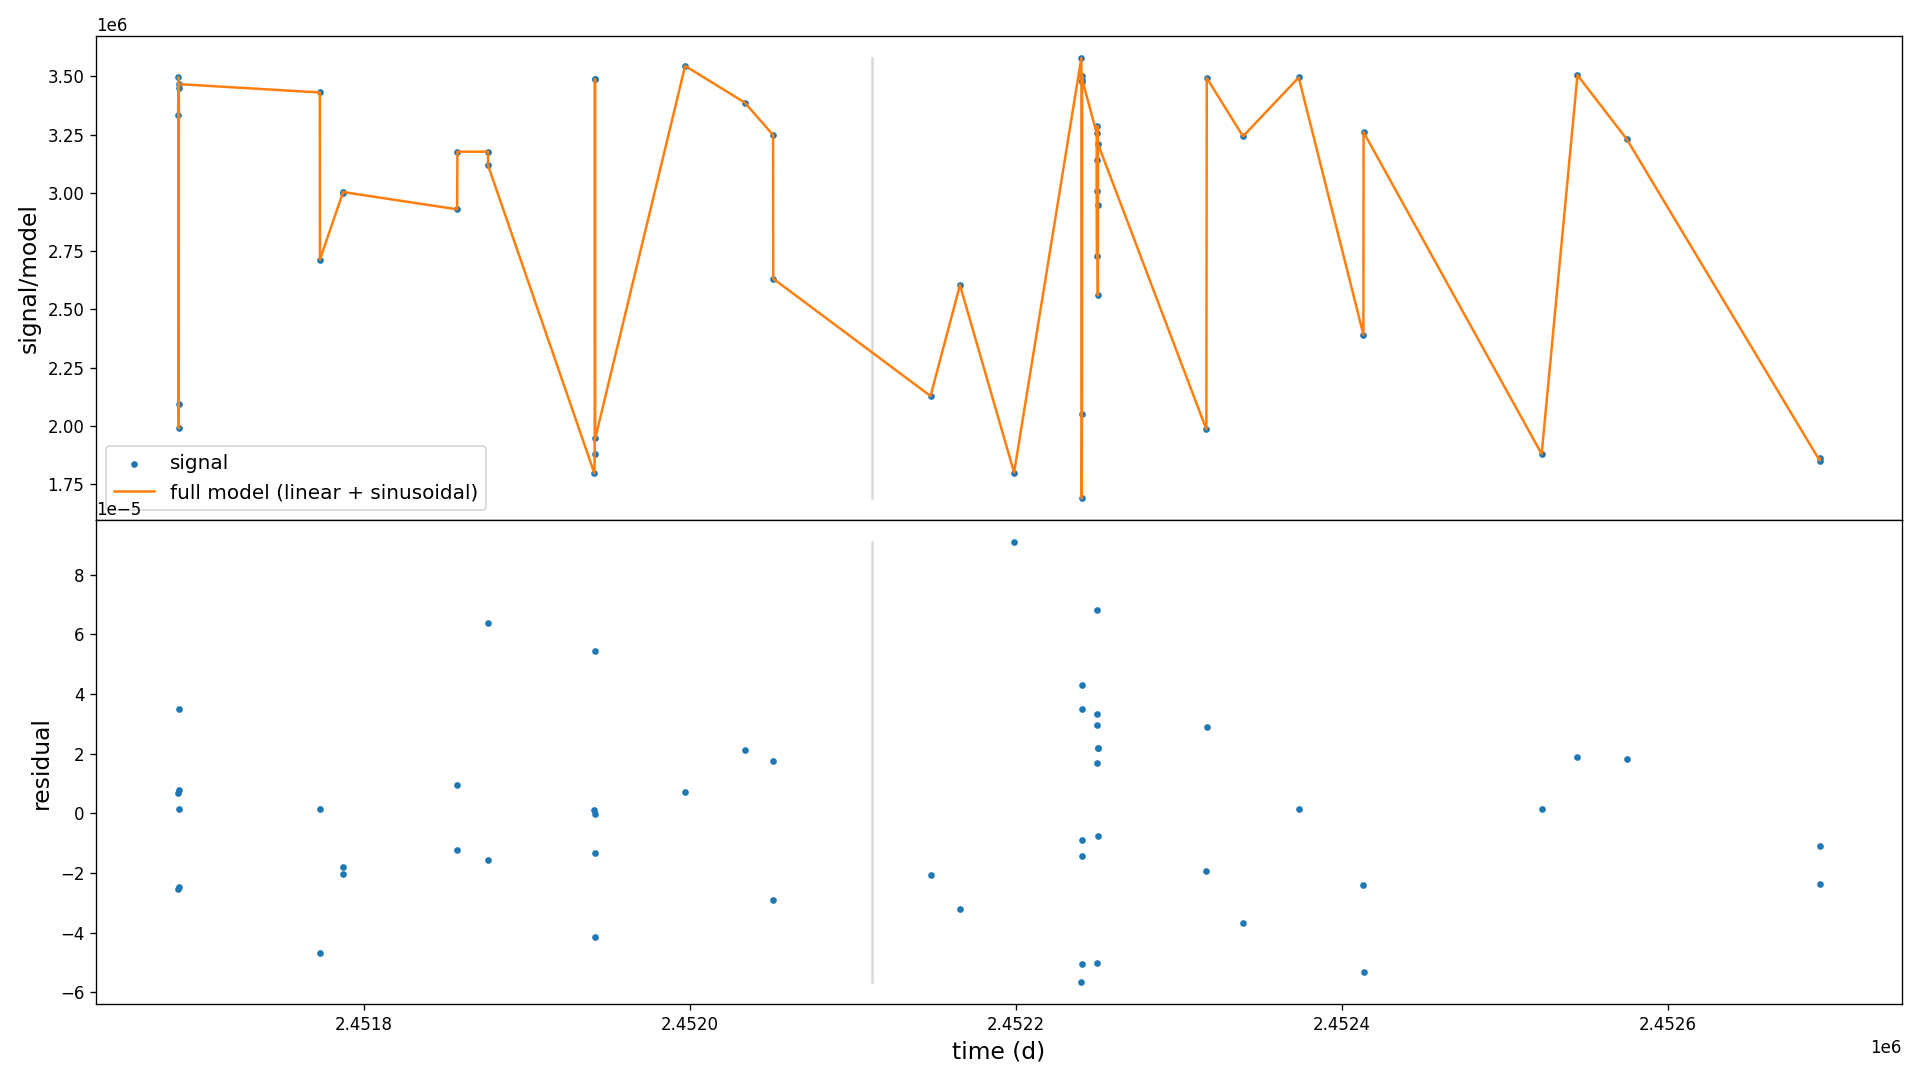 1e6
3.50
3.25
3.00
2.75
2.50
2.25
2.00
1.75
signal/model
signal
full model (linear + sinusoidal)
1e−5
8
6
4
2
0
−2
−4
−6
residual
2.4518
2.4520
2.4522
2.4524
2.4526
1e6
time (d)